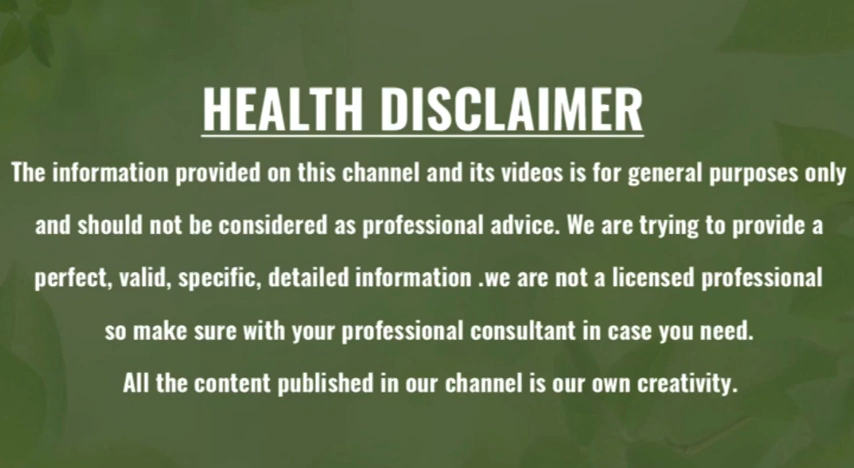 HEALTH DISCLAIMER
The information provided on this channel and its videos is for general purposes only
and should not be considered as professional advice. We are trying to provide a
perfect, valid, specific, detailed information .we are not a licensed professional
so make sure with your professional consultant in case you need.
All the content published in our channel is our own creativity.